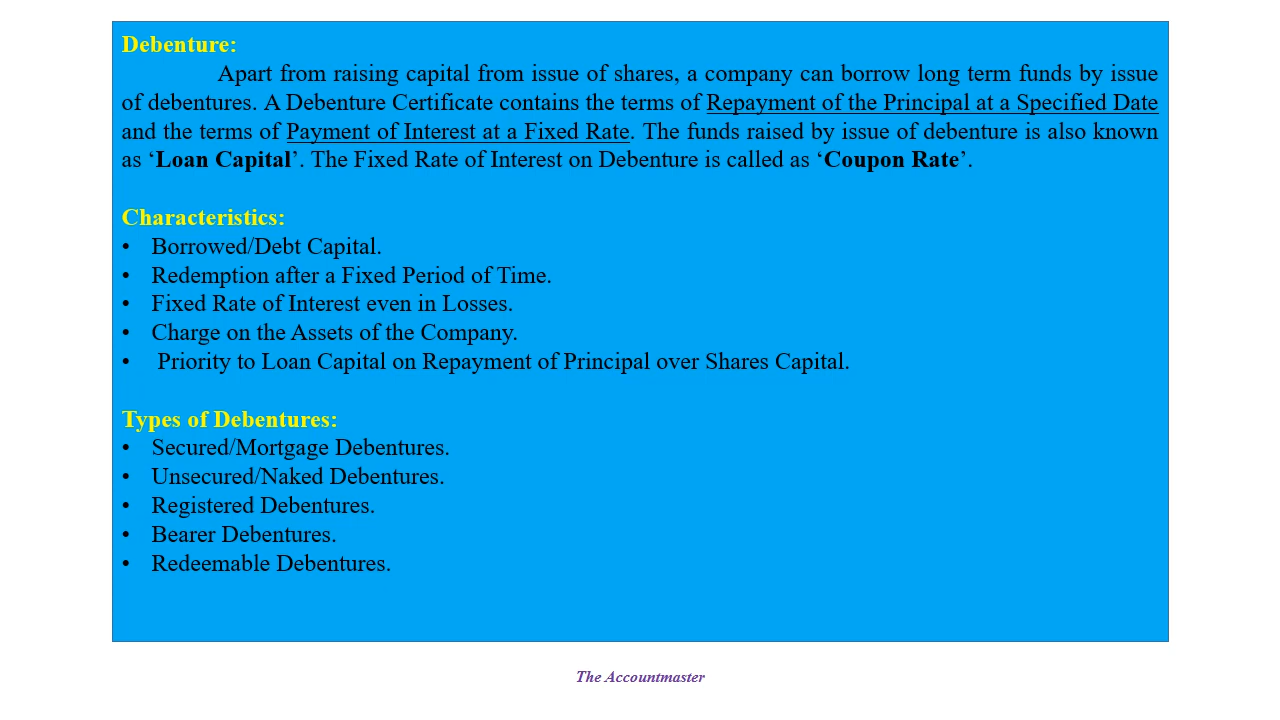 Debenture:
Apart from raising capital from issue of shares, a company can borrow long term funds by issue
of debentures. A Debenture Certificate contains the terms of Repayment of the Principal at a Specified Date
and the terms of Payment of Interest at a Fixed Rate. The funds raised by issue of debenture is also known
as ‘Loan Capital’. The Fixed Rate of Interest on Debenture is called as ‘Coupon Rate’.
Characteristics:
• Borrowed/Debt Capital.
• Redemption after a Fixed Period of Time.
• Fixed Rate of Interest even in Losses.
• Charge on the Assets of the Company.
• Priority to Loan Capital on Repayment of Principal over Shares Capital.
Types of Debentures:
• Secured/Mortgage Debentures.
• Unsecured/Naked Debentures.
• Registered Debentures.
• Bearer Debentures.
• Redeemable Debentures.
The Accountmaster